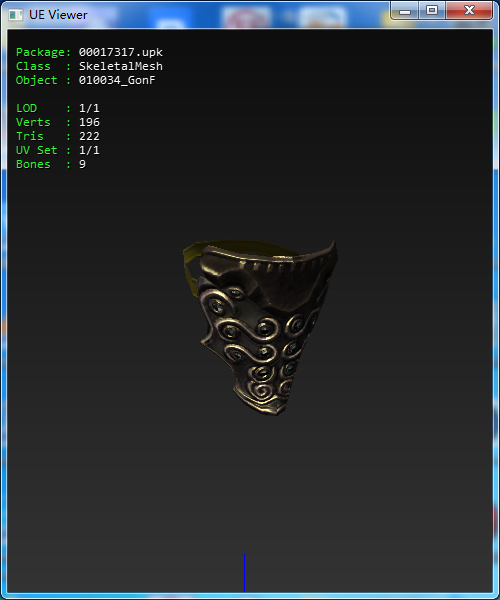 UE Viewer
Package: 00017317.upk
Class : SkeletalMesh
Object : 010034_GonF
LOD : 1/1
Verts : 196
Tris : 222
UV Set : 1/1
Bones : 9